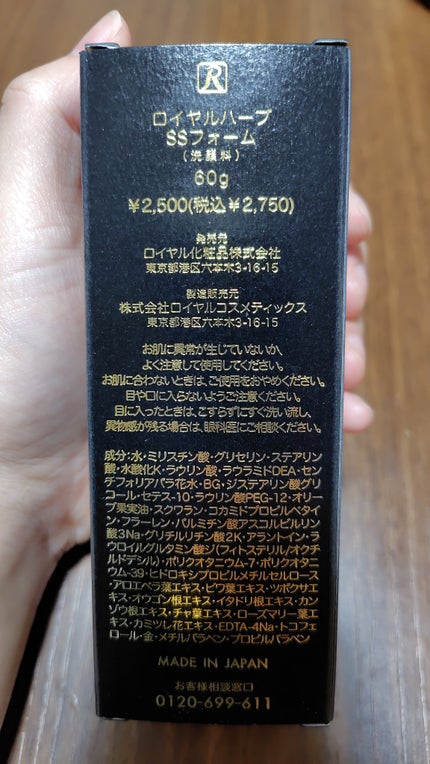 R
ロイヤルハーブ
SSフォーム
(洗顔料)
60g
¥2,500(税込¥2,750)
発売元
ロイヤル化粧品株式会社
東京都港区六本木3-16-15
製造販売元
株式会社ロイヤルコスメティックス
東京都港区六本木3-16-15
お肌に異常が生じていないか、
よく注意して使用してください。
お肌に合わないときは、ご使用をおやめください。
目や口に入らないようご注意ください。
目に入ったときは、こすらずにすぐ洗い流し、
異物感が残る場合は、眼科医にご相談ください。
成分:水・ミリスチン酸・グリセリン・ステアリン
酸・水酸化K・ラウリン酸・ラウラミドDEA・セン
チフォリアバラ花水・BG・ジステアリン酸グリ
コール・セテス-10・ラウリン酸PEG-12・オリー
ブ果実油・スクワラン・コカミドプロピルベタイ
ン・フラーレン・パルミチン酸アスコルビルリン
酸3Na・グリチルリチン酸2K・アラントイン・ラ
ウロイルグルタミン酸ジ(フィトステリル/オクチ
ルドデシル)・ポリクオタニウム-7・ポリクオタニ
ウム-39・ヒドロキシプロピルメチルセルロース
・アロエベラ葉エキス・ビワ葉エキス・ツボクサエ
キス・オウゴン根エキス・イタドリ根エキス・カン
ゾウ根エキス・チャ葉エキス・ローズマリー葉エ
キス・カミツレ花エキス・EDTA-4Na・トコフェ
ロール・金・メチルパラベン・プロピルパラベン
MADE IN JAPAN
お客様相談窓口
0120-699-611